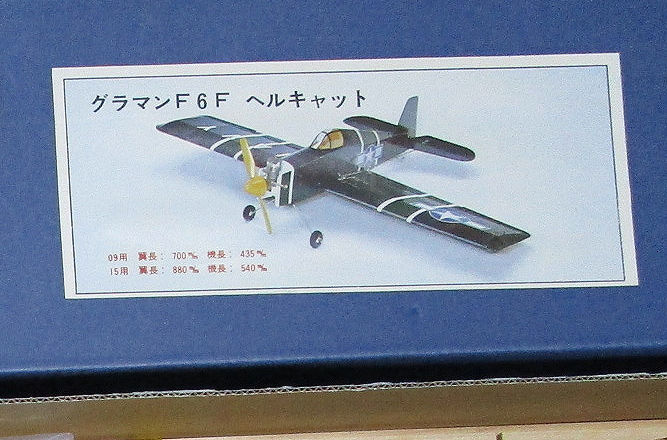 グラマンF6F ヘルキャット
09用 翼長: 700㎜ 機長: 435㎜
15用 翼長: 880㎜ 機長: 540㎜